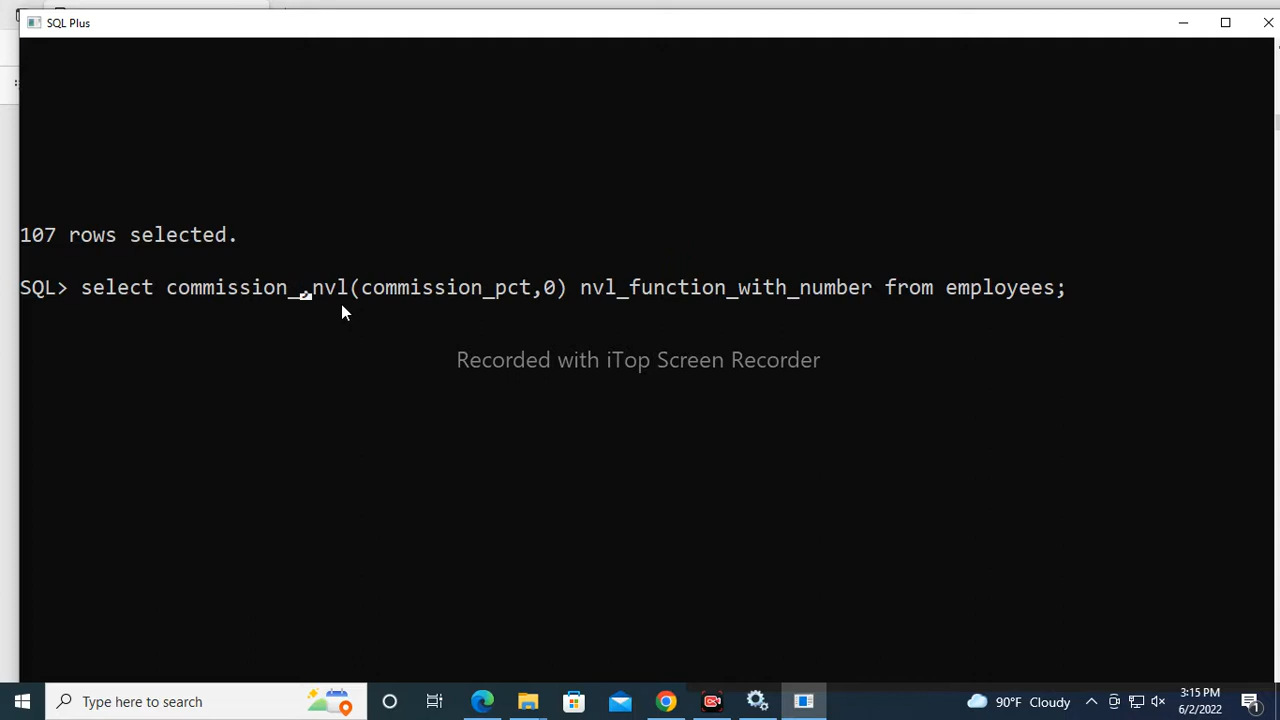 SQL Plus
107 rows selected.
SQL> select commission_,nvl(commission_pct,0) nvl_function_with_number from employees;
Recorded with iTop Screen Recorder
Type here to search
90°F Cloudy
3:15 PM
6/2/2022
1